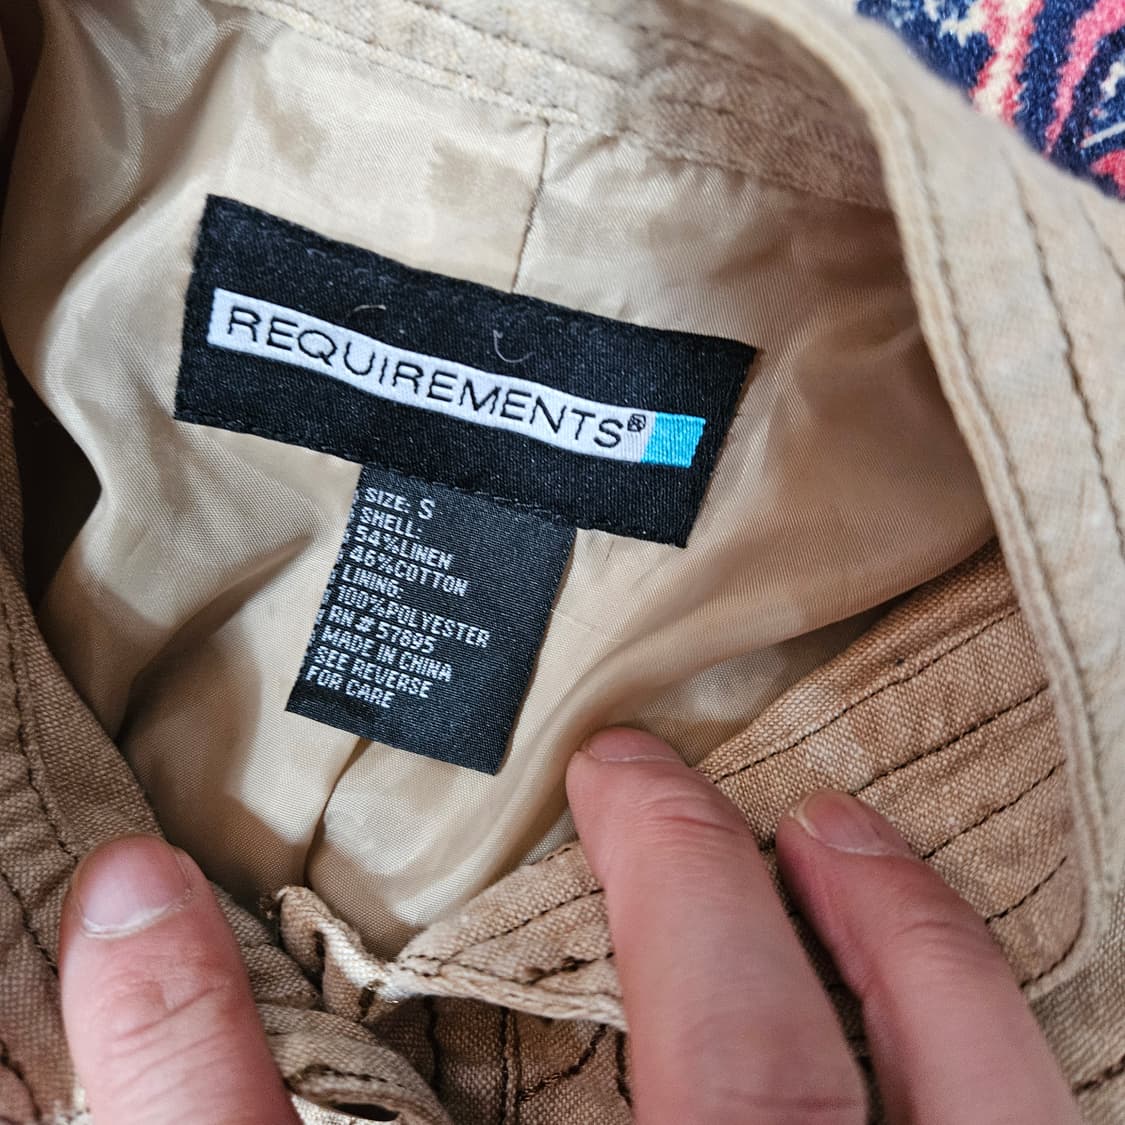 REQUIREMENTS®
SIZE: S
SHELL:
54%LINEN
46%COTTON
LINING:
100%POLYESTER
RN # 57895
MADE IN CHINA
SEE REVERSE
FOR CARE